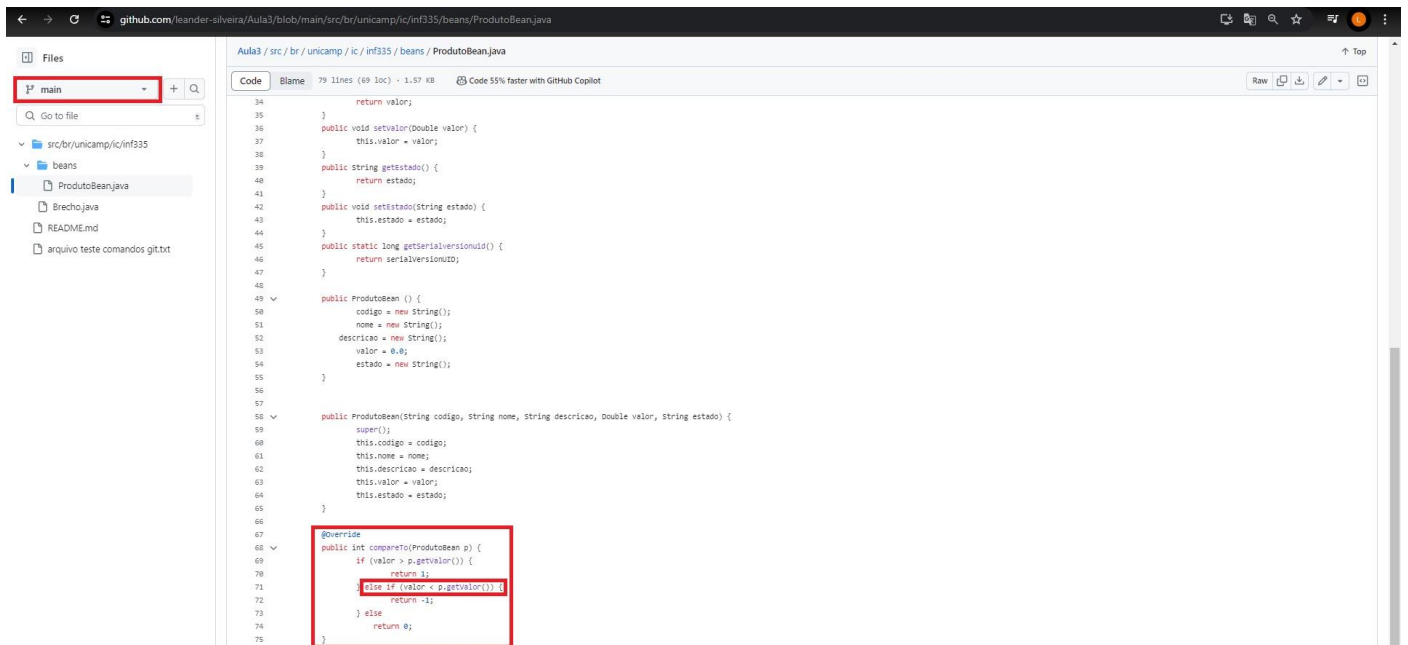 github.com/leander-silveira/Aula3/blob/main/src/br/unicamp/ic/inf335/beans/ProdutoBean.java
L
Files
main
Go to file
t
src/br/unicamp/ic/inf335
beans
ProdutoBean.java
Brecho.java
README.md
arquivo teste comandos git.txt
Aula3 / src / br / unicamp / ic / inf335 / beans / ProdutoBean.java
Top
Code Blame 79 lines (69 loc) · 1.57 KB Code 55% faster with GitHub Copilot Raw
34 return valor;
35 }
36 public void setValor(Double valor) {
37 this.valor = valor;
38 }
39 public String getEstado() {
40 return estado;
41 }
42 public void setEstado(String estado) {
43 this.estado = estado;
44 }
45 public static long getSerialversionuid() {
46 return serialVersionUID;
47 }
48
49 public ProdutoBean () {
50 codigo = new String();
51 nome = new String();
52 descricao = new String();
53 valor = 0.0;
54 estado = new String();
55 }
56
57
58 public ProdutoBean(String codigo, String nome, String descricao, Double valor, String estado) {
59 super();
60 this.codigo = codigo;
61 this.nome = nome;
62 this.descricao = descricao;
63 this.valor = valor;
64 this.estado = estado;
65 }
66
67 @Override
68 public int compareTo(ProdutoBean p) {
69 if (valor > p.getValor()) {
70 return 1;
71 } else if (valor < p.getValor()) {
72 return -1;
73 } else
74 return 0;
75 }